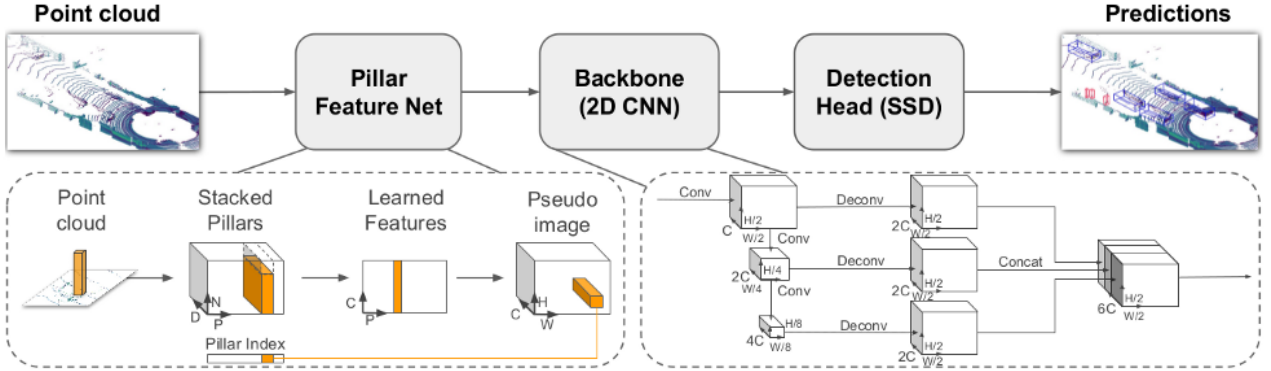 Point cloud
Predictions
Pillar
Feature Net
Backbone
(2D CNN)
Detection
Head (SSD)
Point
cloud
Stacked
Pillars
Learned
Features
Pseudo
image
N
D
P
C
P
H
C
W
Pillar Index
Conv
C
H/2
W/2
Conv
2C
H/4
W/4
Conv
4C
H/8
W/8
Deconv
2C
H/2
W/2
Deconv
2C
H/2
W/2
Deconv
2C
H/2
W/2
Concat
6C
H/2
W/2